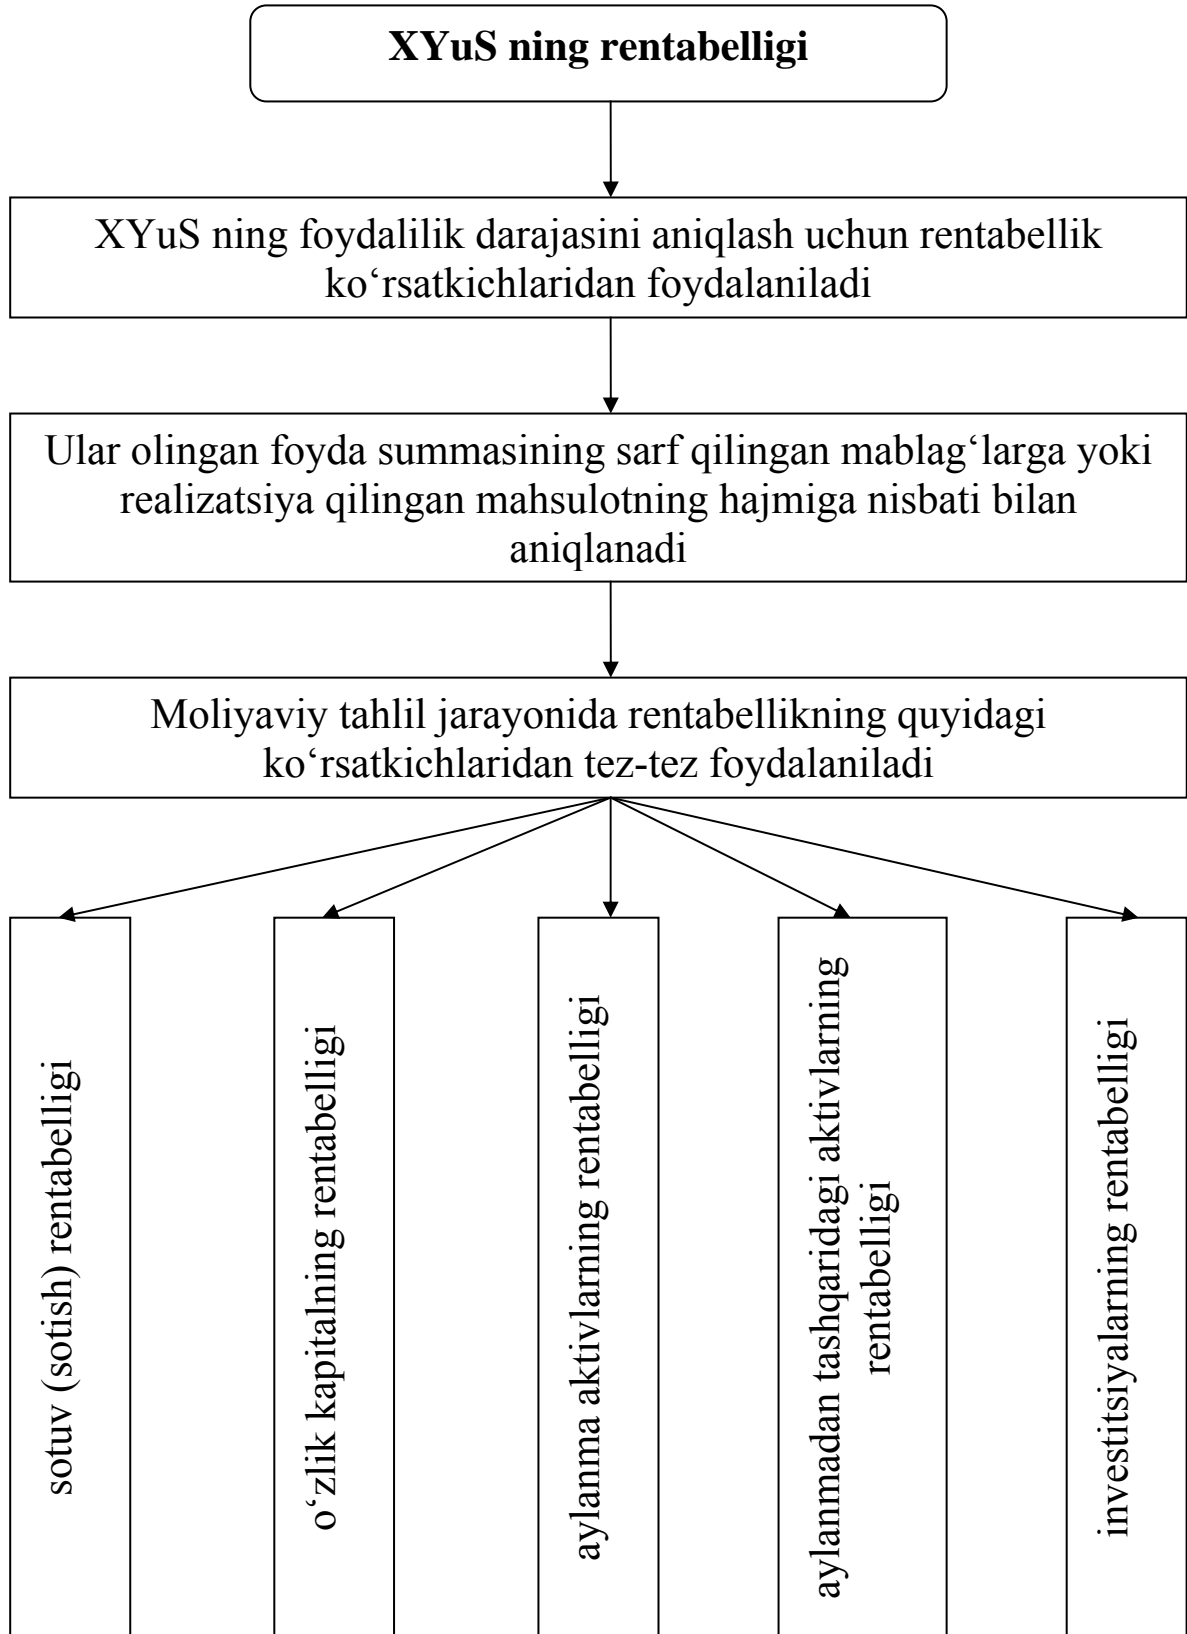 XYuS ning rentabelligi
XYuS ning foydalilik darajasini aniqlash uchun rentabellik
ko‘rsatkichlaridan foydalaniladi
Ular olingan foyda summasining sarf qilingan mablag‘larga yoki
realizatsiya qilingan mahsulotning hajmiga nisbati bilan
aniqlanadi
Moliyaviy tahlil jarayonida rentabellikning quyidagi
ko‘rsatkichlaridan tez-tez foydalaniladi
sotuv (sotish) rentabelligi
o‘zlik kapitalning rentabelligi
aylanma aktivlarning rentabelligi
aylanmadan tashqaridagi aktivlarning
rentabelligi
investitsiyalarning rentabelligi